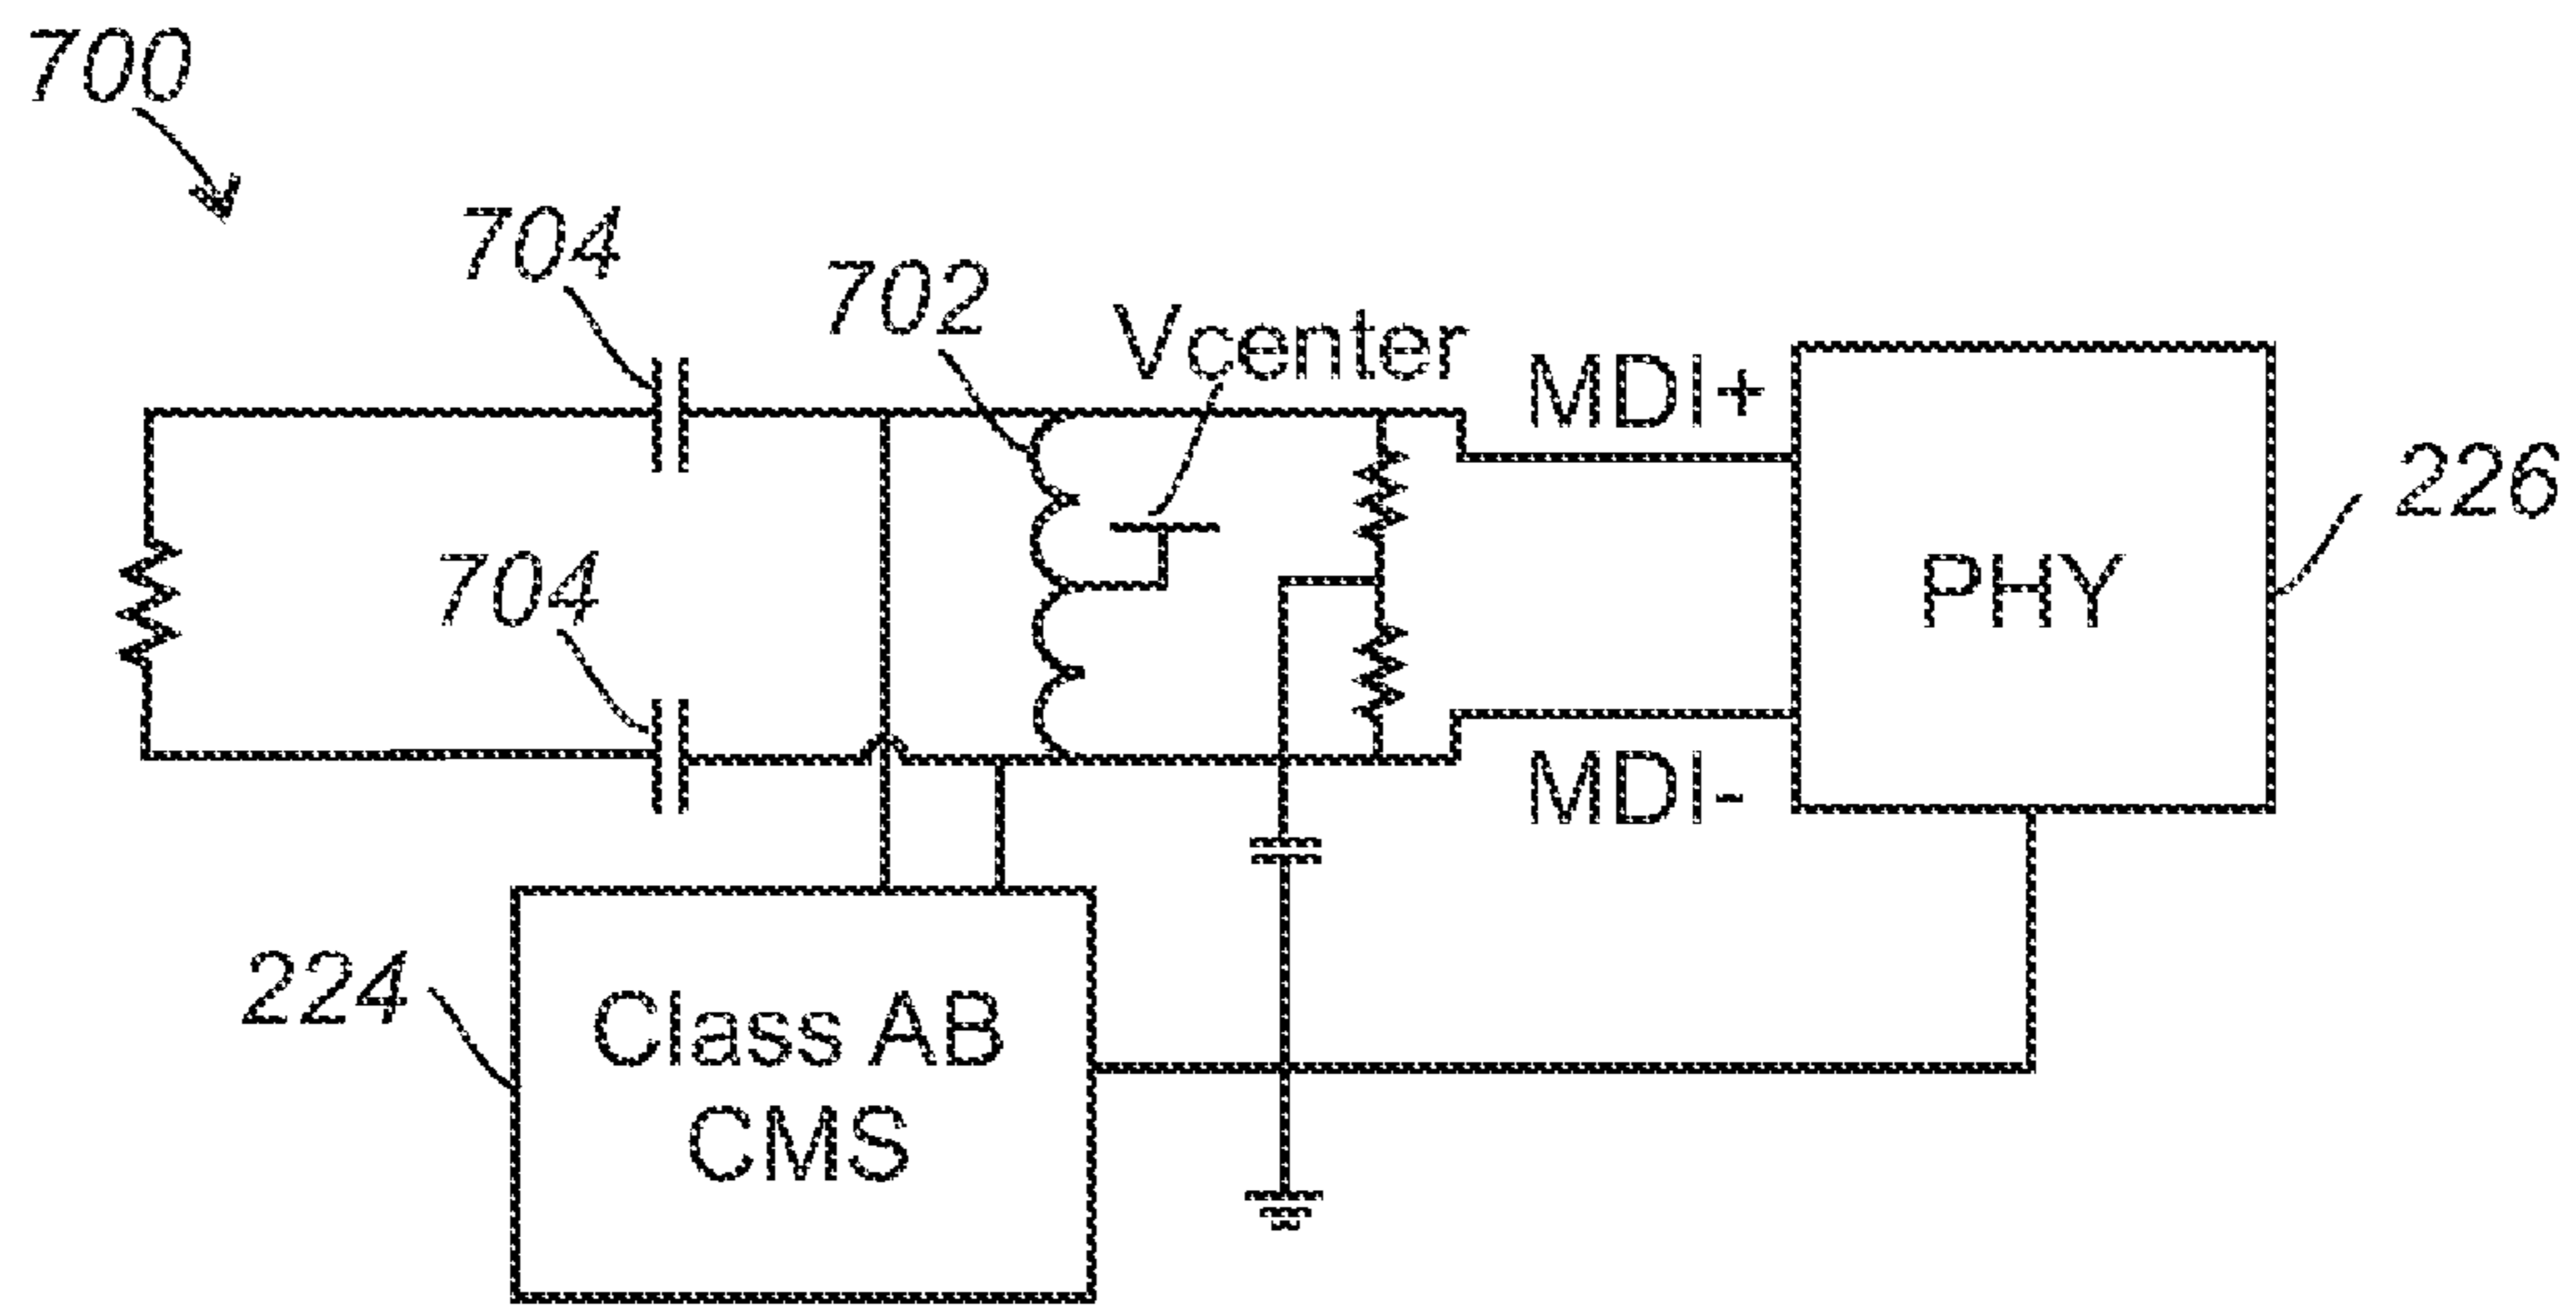 700
704
702
Vcenter
MDI+
226
PHY
704
MDI-
224
Class AB
CMS